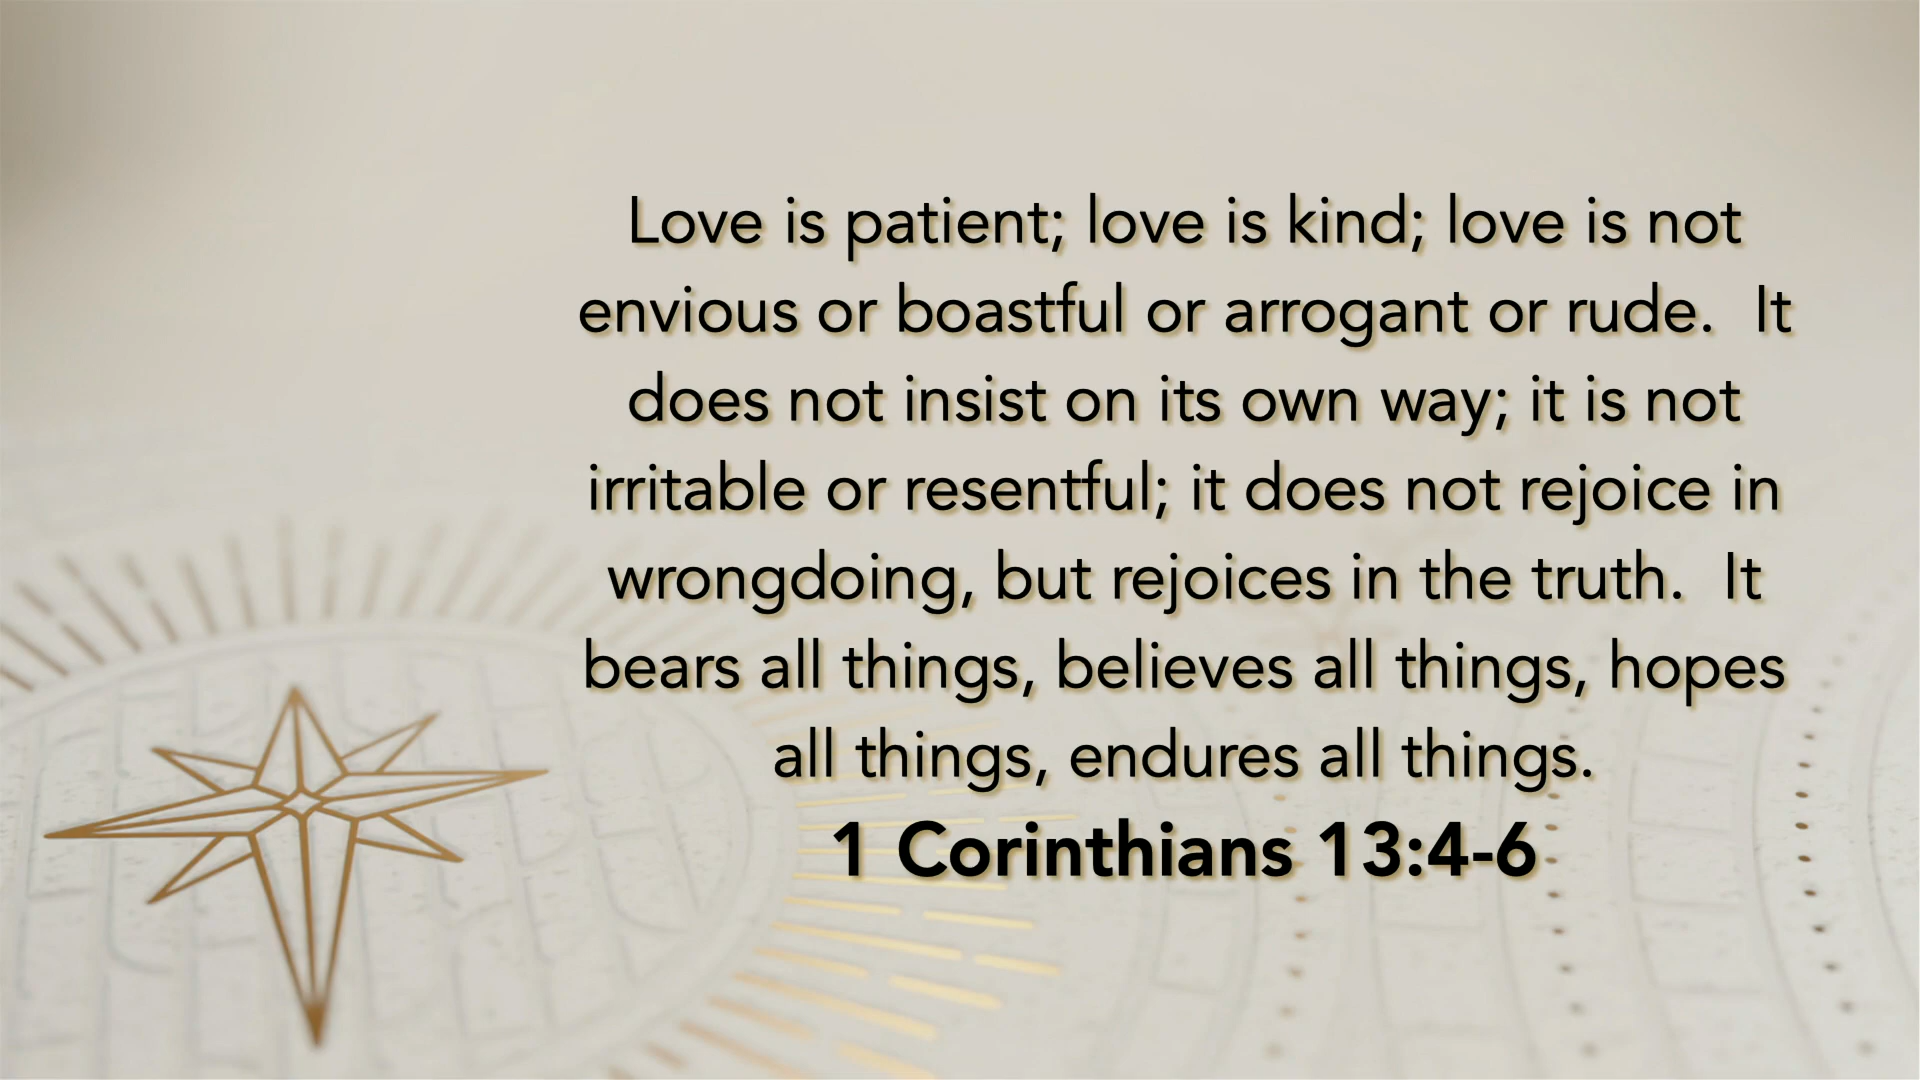 Love is patient; love is kind; love is not
envious or boastful or arrogant or rude.  It
does not insist on its own way; it is not
irritable or resentful; it does not rejoice in
wrongdoing, but rejoices in the truth.  It
bears all things, believes all things, hopes
all things, endures all things.
1 Corinthians 13:4-6